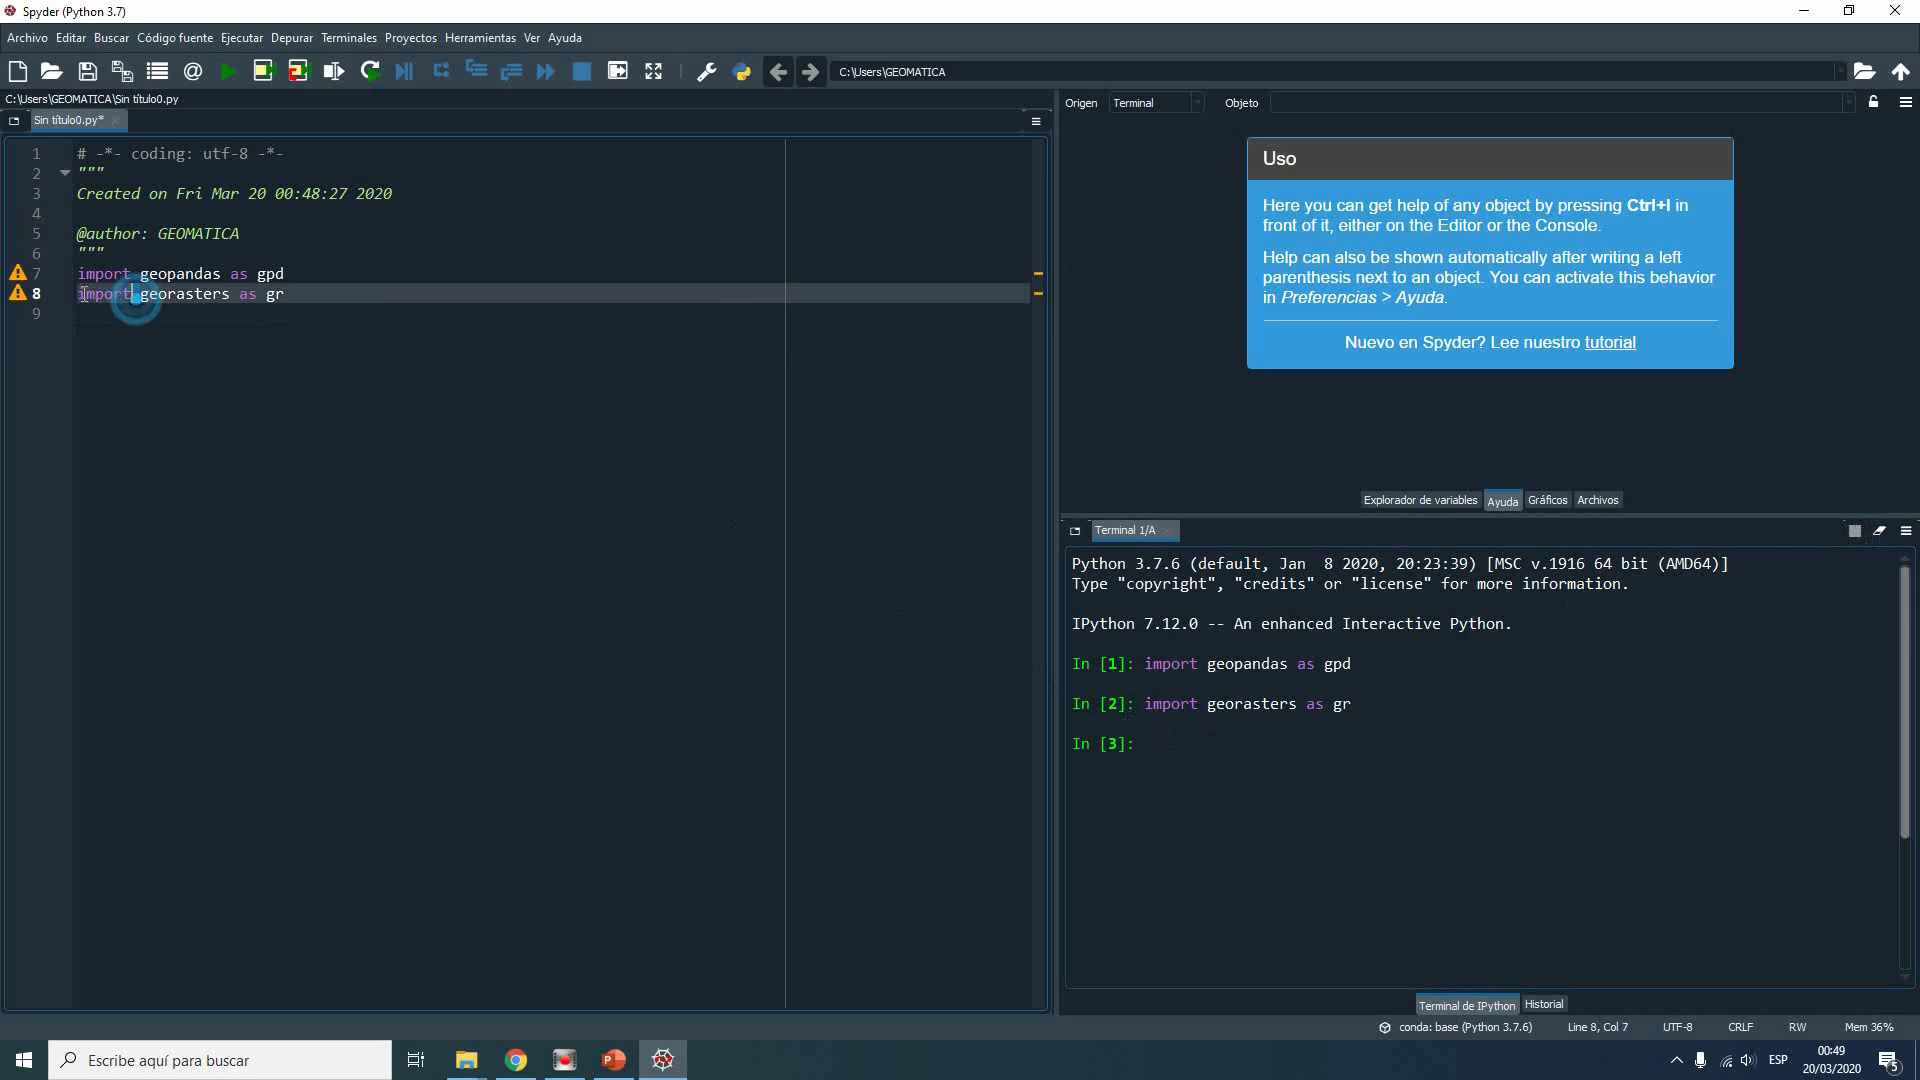 Spyder (Python 3.7)
Archivo Editar Buscar Código fuente Ejecutar Depurar Terminales Proyectos Herramientas Ver Ayuda
C:\Users\GEOMATICA
C:\Users\GEOMATICA\Sin título0.py
Sin título0.py*
1 # -*- coding: utf-8 -*-
2 """
3 Created on Fri Mar 20 00:48:27 2020
4
5 @author: GEOMATICA
6 """
7 import geopandas as gpd
8 import georasters as gr
9
Origen Terminal Objeto
Uso
Here you can get help of any object by pressing Ctrl+I in
front of it, either on the Editor or the Console.
Help can also be shown automatically after writing a left
parenthesis next to an object. You can activate this behavior
in Preferencias > Ayuda.
Nuevo en Spyder? Lee nuestro tutorial
Explorador de variables Ayuda Gráficos Archivos
Terminal 1/A
Python 3.7.6 (default, Jan  8 2020, 20:23:39) [MSC v.1916 64 bit (AMD64)]
Type "copyright", "credits" or "license" for more information.
IPython 7.12.0 -- An enhanced Interactive Python.
In [1]: import geopandas as gpd
In [2]: import georasters as gr
In [3]:
Terminal de IPython Historial
conda: base (Python 3.7.6) Line 8, Col 7 UTF-8 CRLF RW Mem 36%
Escribe aquí para buscar
ESP
00:49
20/03/2020
5